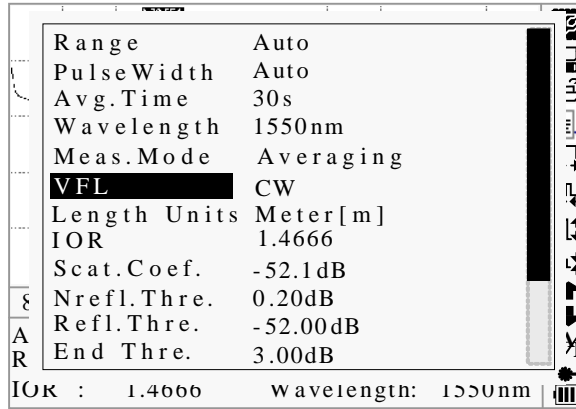 Range Auto
PulseWidth Auto
Avg.Time 30s
Wavelength 1550nm
Meas.Mode Averaging
VFL CW
Length Units Meter[m]
IOR 1.4666
Scat.Coef. -52.1dB
Nrefl.Thre. 0.20dB
Refl.Thre. -52.00dB
End Thre. 3.00dB
8
A
R
IOR : 1.4666 Wavelength: 1550nm